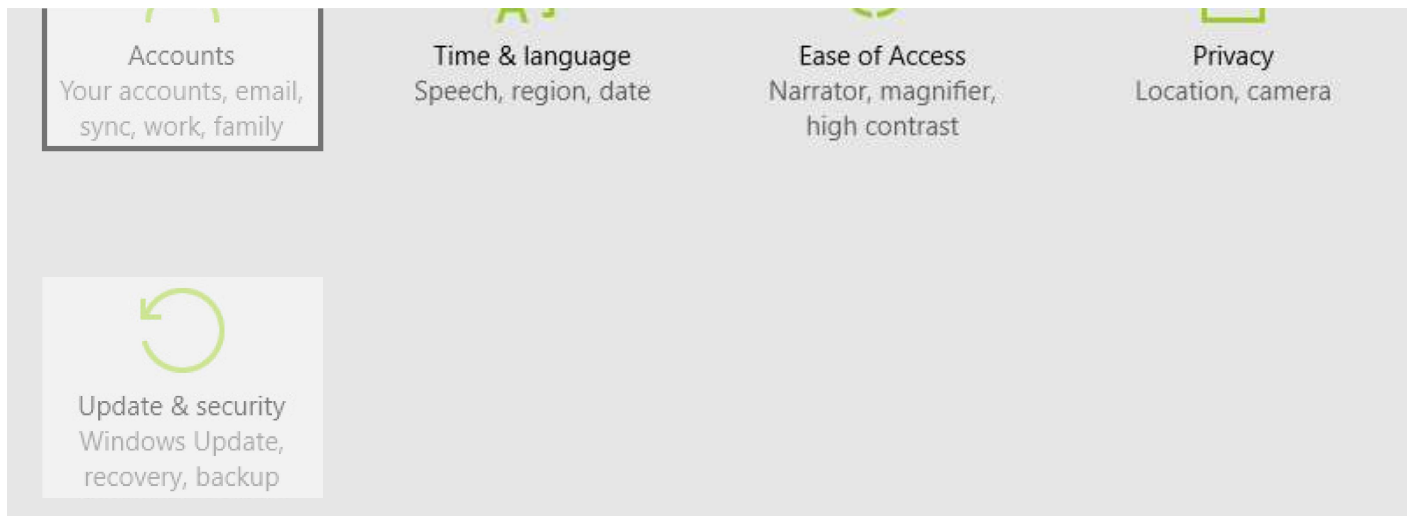 Accounts
Your accounts, email,
sync, work, family
Time & language
Speech, region, date
Ease of Access
Narrator, magnifier,
high contrast
Privacy
Location, camera
Update & security
Windows Update,
recovery, backup